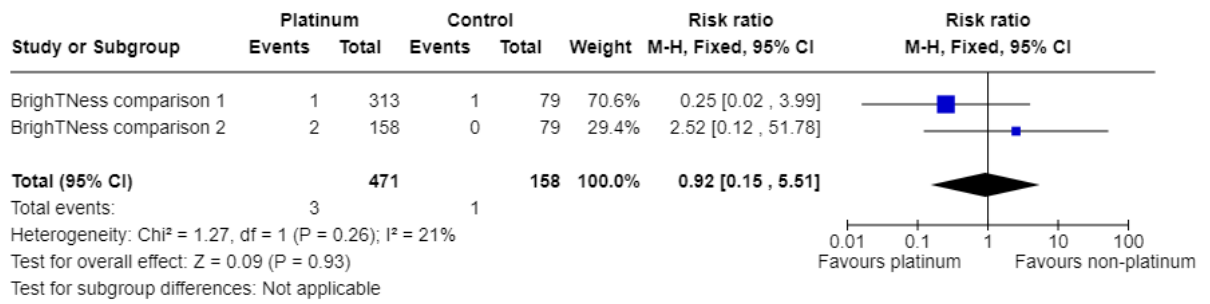 Platinum Control Risk ratio Risk ratio
Study or Subgroup Events Total Events Total Weight M-H, Fixed, 95% CI M-H, Fixed, 95% CI
BrighTNess comparison 1 1 313 1 79 70.6% 0.25 [0.02 , 3.99]
BrighTNess comparison 2 2 158 0 79 29.4% 2.52 [0.12 , 51.78]
Total (95% CI) 471 158 100.0% 0.92 [0.15 , 5.51]
Total events: 3 1
Heterogeneity: Chi² = 1.27, df = 1 (P = 0.26); I² = 21%
Test for overall effect: Z = 0.09 (P = 0.93)
Test for subgroup differences: Not applicable
0.01 0.1 1 10 100
Favours platinum Favours non-platinum